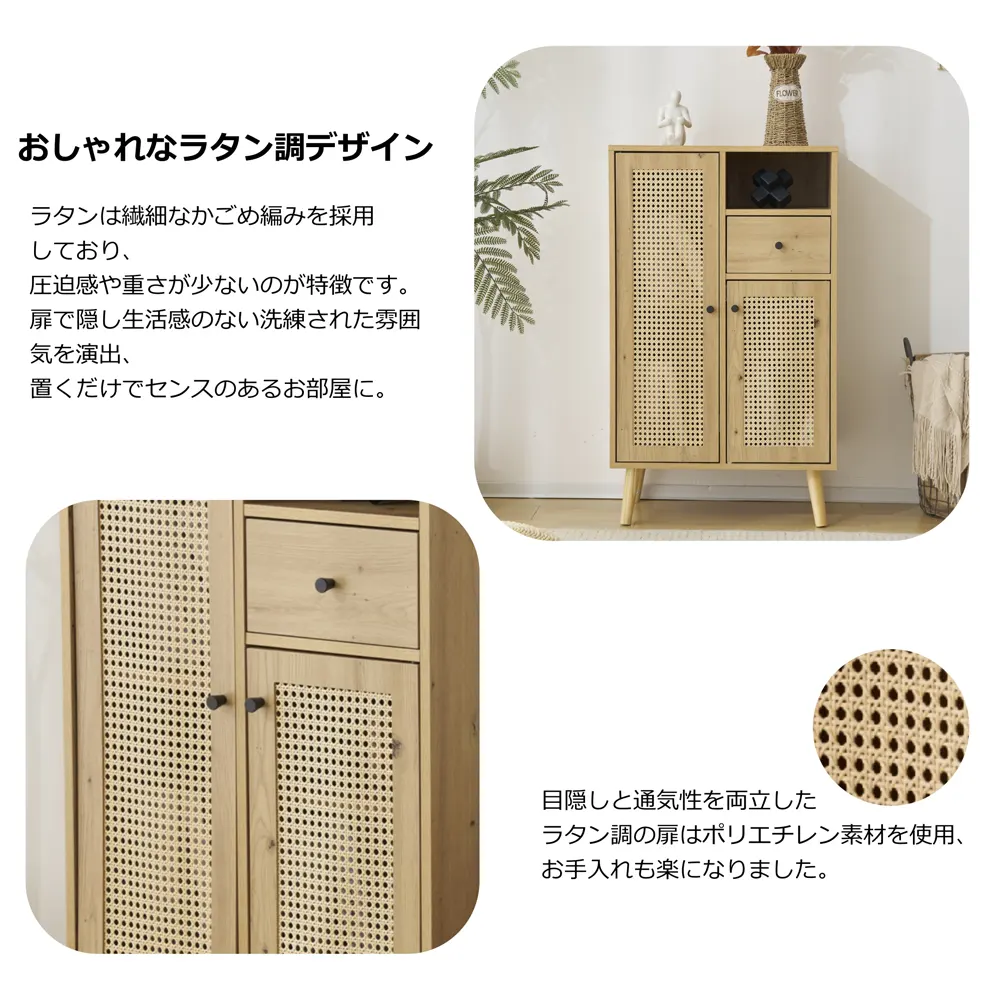 おしゃれなラタン調デザイン
ラタンは繊細なかごめ編みを採用
しており、
圧迫感や重さが少ないのが特徴です。
扉で隠し生活感のない洗練された雰囲
気を演出、
置くだけでセンスのあるお部屋に。
FLOWER
目隠しと通気性を両立した
ラタン調の扉はポリエチレン素材を使用、
お手入れも楽になりました。